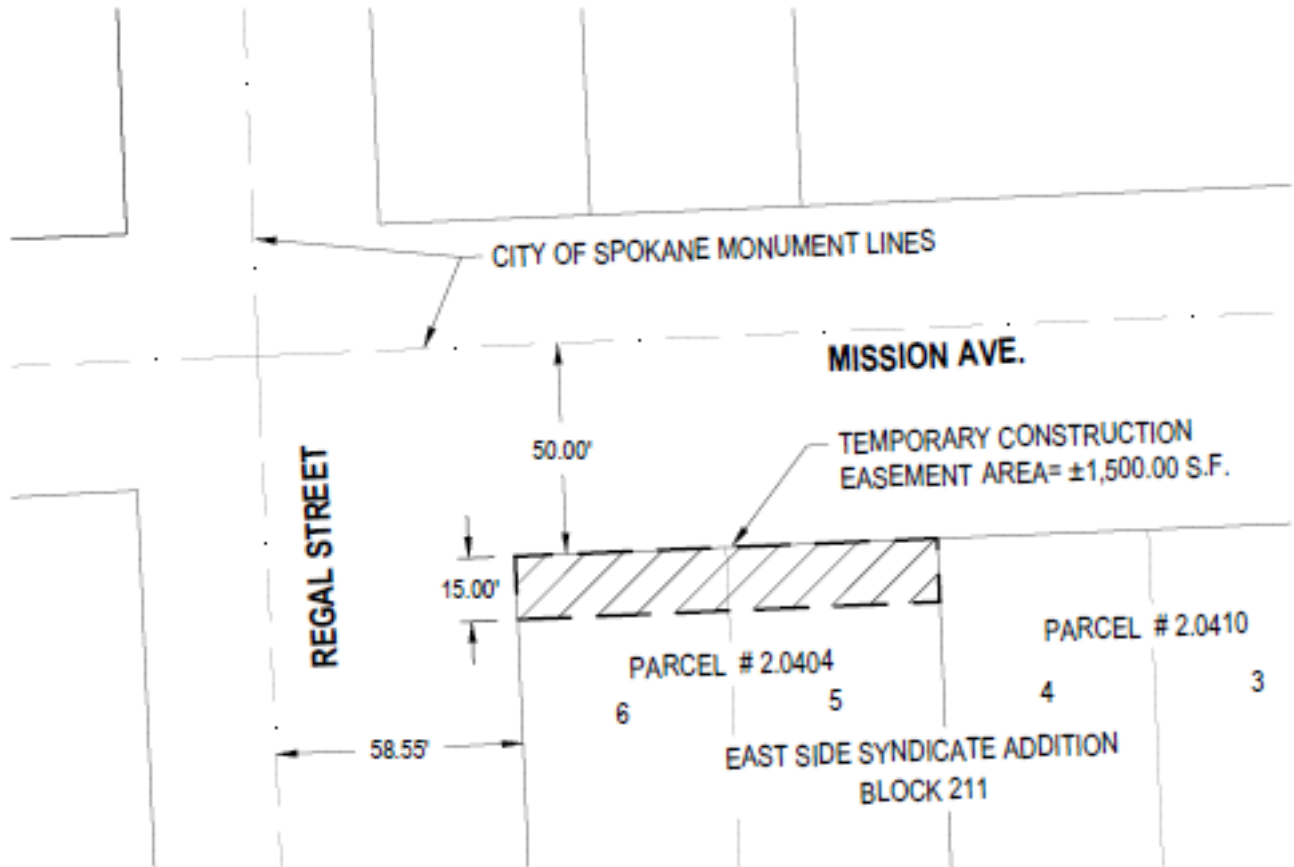 CITY OF SPOKANE MONUMENT LINES
MISSION AVE.
50.00'
TEMPORARY CONSTRUCTION
EASEMENT AREA= ±1,500.00 S.F.
REGAL STREET
15.00'
PARCEL # 2.0404
PARCEL # 2.0410
6
5
4
3
58.55'
EAST SIDE SYNDICATE ADDITION
BLOCK 211